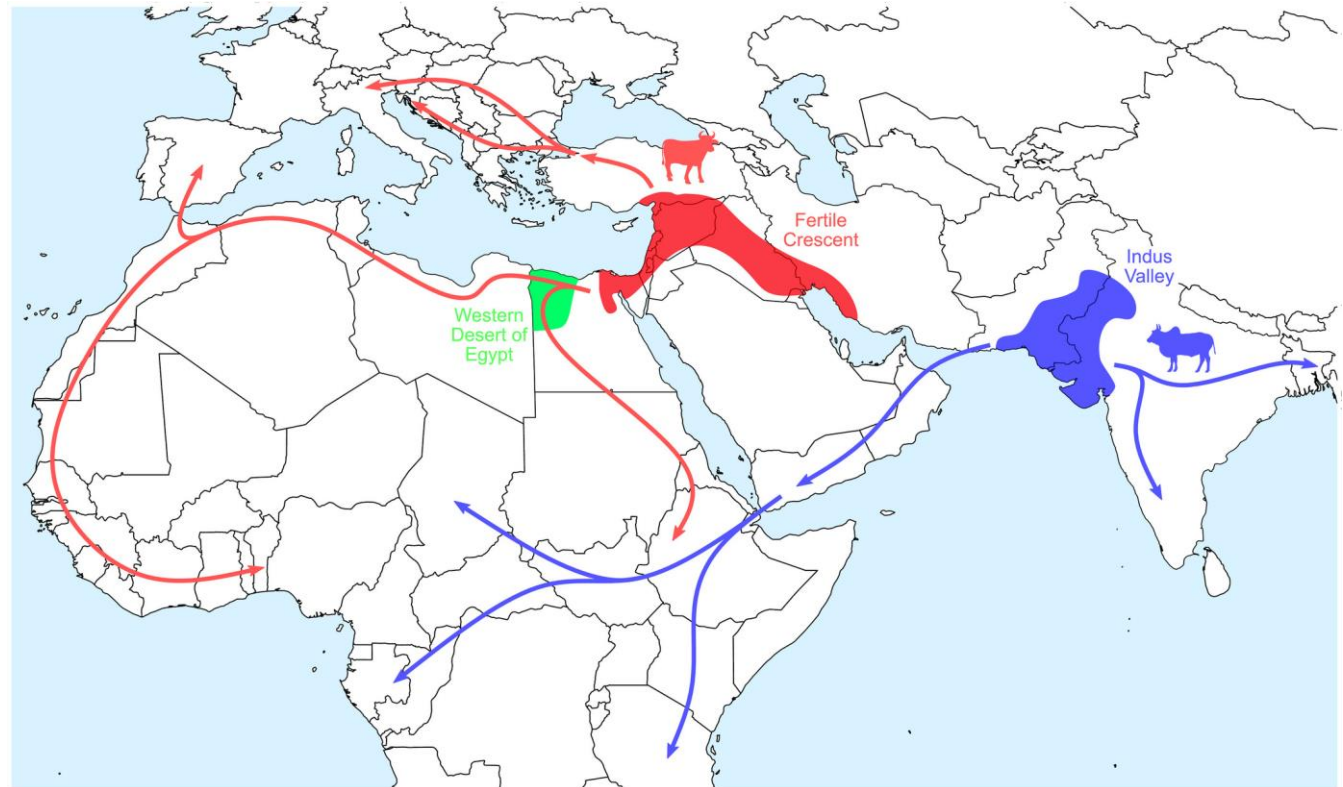 Fertile
Crescent
Indus
Valley
Western
Desert of
Egypt